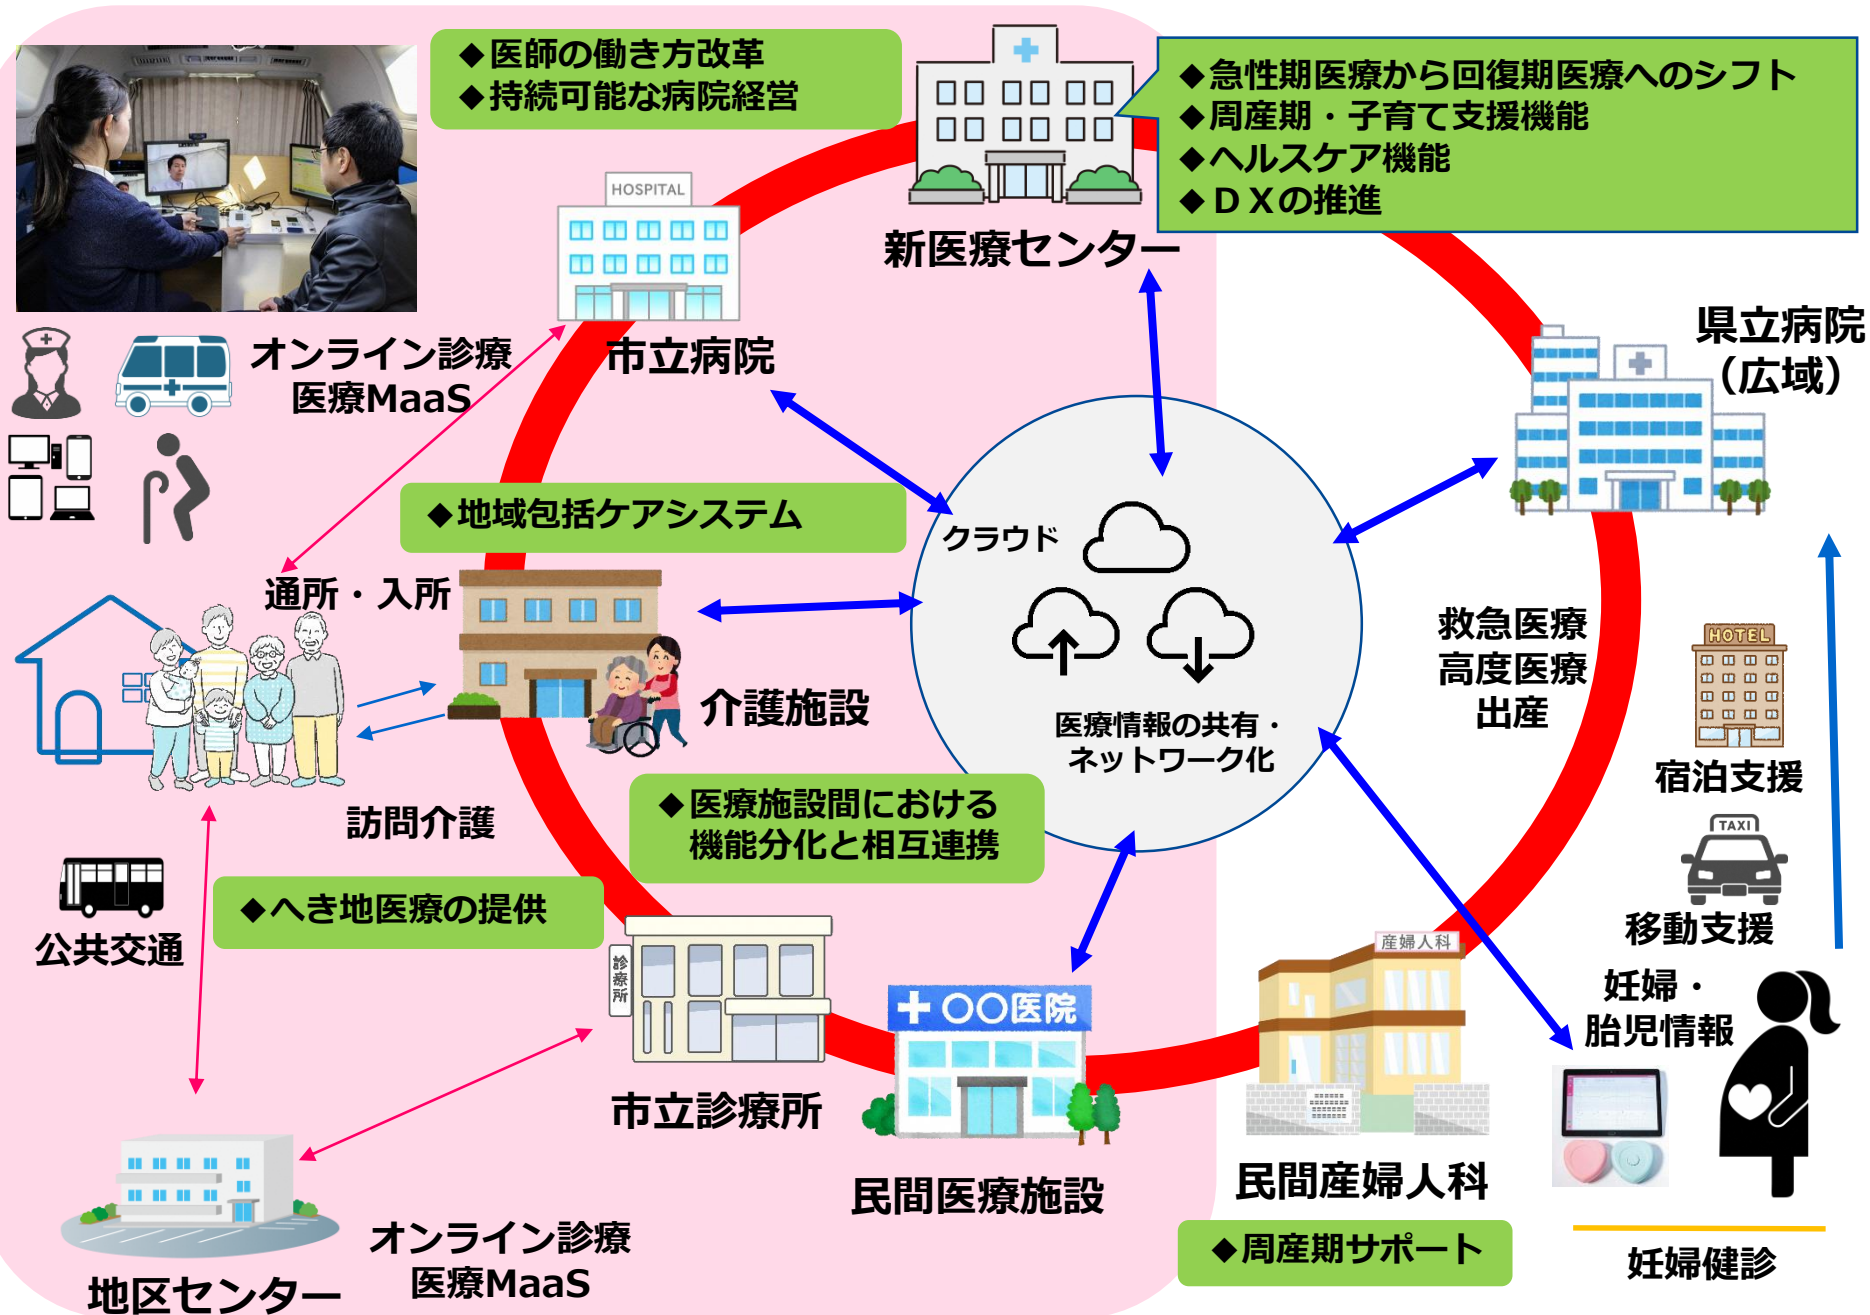 ◆医師の働き方改革
◆持続可能な病院経営
◆急性期医療から回復期医療へのシフト
◆周産期・子育て支援機能
◆ヘルスケア機能
◆ＤＸの推進
新医療センター
HOSPITAL
市立病院
県立病院
（広域）
オンライン診療
医療MaaS
◆地域包括ケアシステム
クラウド
医療情報の共有・
ネットワーク化
通所・入所
介護施設
訪問介護
救急医療
高度医療
出産
HOTEL
宿泊支援
TAXI
移動支援
◆医療施設間における
機能分化と相互連携
◆へき地医療の提供
公共交通
診療所
市立診療所
〇〇医院
民間医療施設
産婦人科
民間産婦人科
◆周産期サポート
妊婦・
胎児情報
妊婦健診
地区センター
オンライン診療
医療MaaS